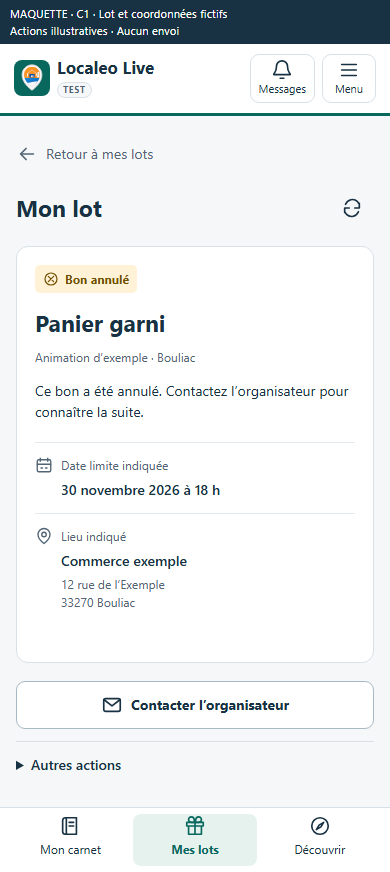 MAQUETTE · C1 · Lot et coordonnées fictifs
Actions illustratives · Aucun envoi
Localeo Live
TEST
Messages
Menu
Retour à mes lots
Mon lot
Bon annulé
Panier garni
Animation d’exemple · Bouliac
Ce bon a été annulé. Contactez l’organisateur pour
connaître la suite.
Date limite indiquée
30 novembre 2026 à 18 h
Lieu indiqué
Commerce exemple
12 rue de l’Exemple
33270 Bouliac
Contacter l’organisateur
Autres actions
Mon carnet
Mes lots
Découvrir